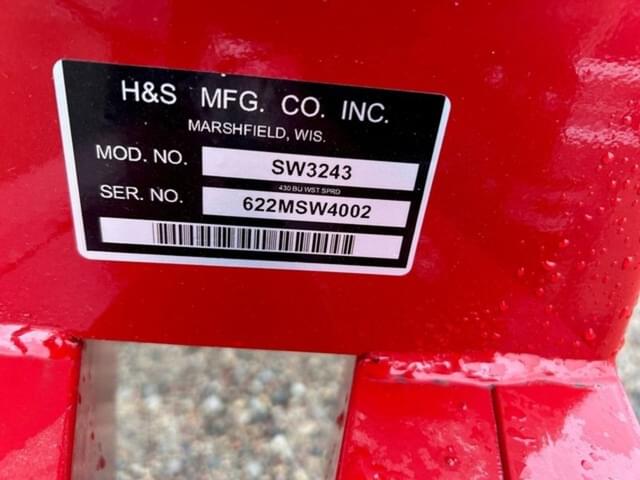 H&S MFG. CO. INC.
MARSHFIELD, WIS.
MOD. NO. SW3243
430 BU WST SPRD
SER. NO. 622MSW4002